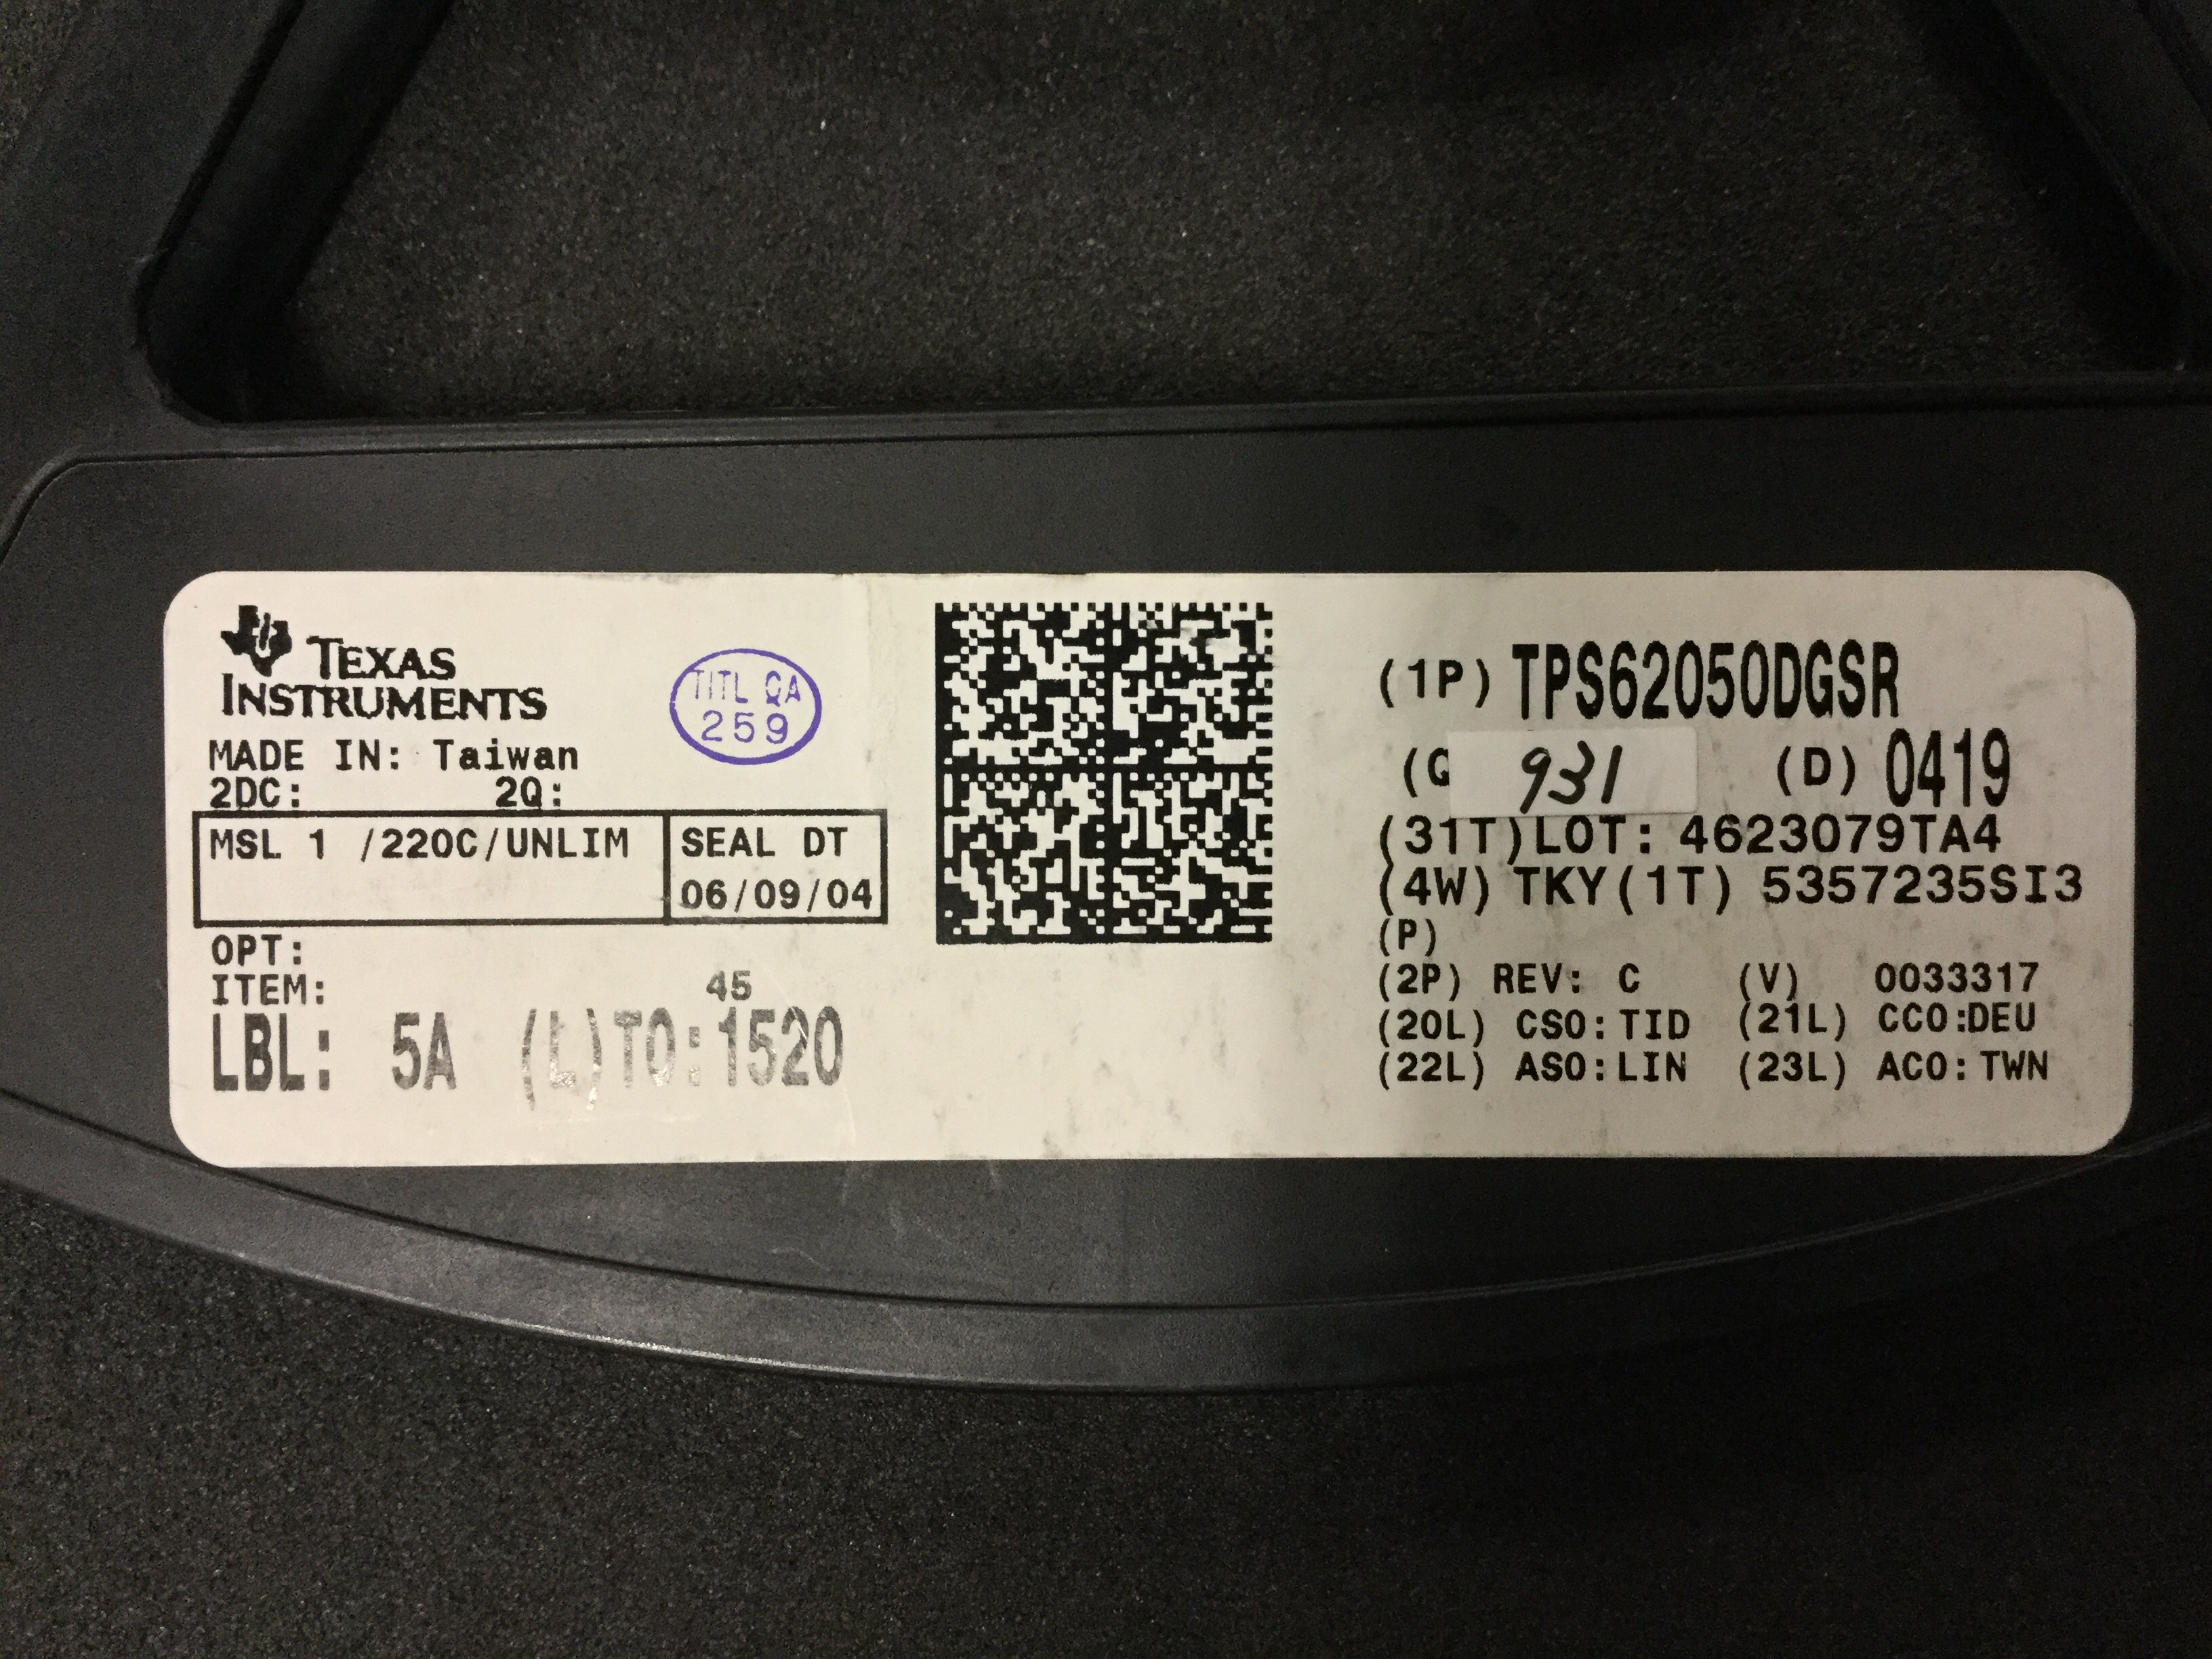 TEXAS
INSTRUMENTS
MADE IN: Taiwan
2DC: 2Q:
MSL 1 /220C/UNLIM
SEAL DT
06/09/04
OPT:
ITEM:
45
LBL: 5A (L)TO:1520
TITL QA
259
(1P) TPS62050DGSR
(Q 931 (D) 0419
(31T)LOT: 4623079TA4
(4W) TKY(1T) 5357235SI3
(P)
(2P) REV: C (V) 0033317
(20L) CSO:TID (21L) CCO:DEU
(22L) ASO:LIN (23L) ACO:TWN